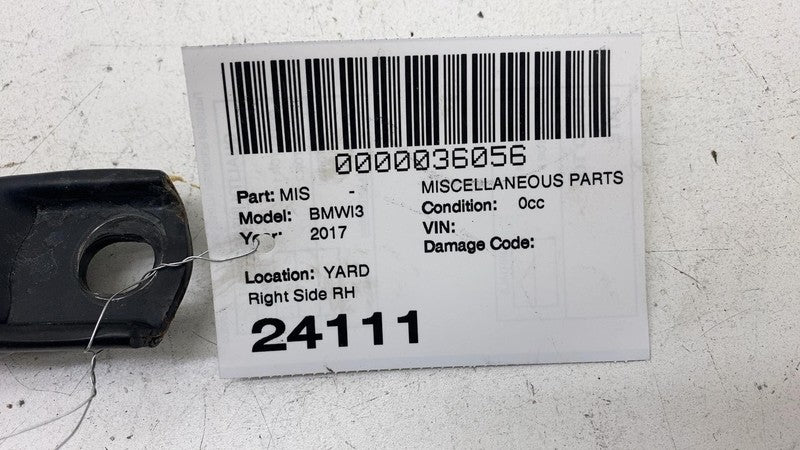 0000036056
Part: MIS - MISCELLANEOUS PARTS
Model: BMWI3 Condition: 0cc
Year: 2017 VIN:
Damage Code:
Location: YARD
Right Side RH
24111